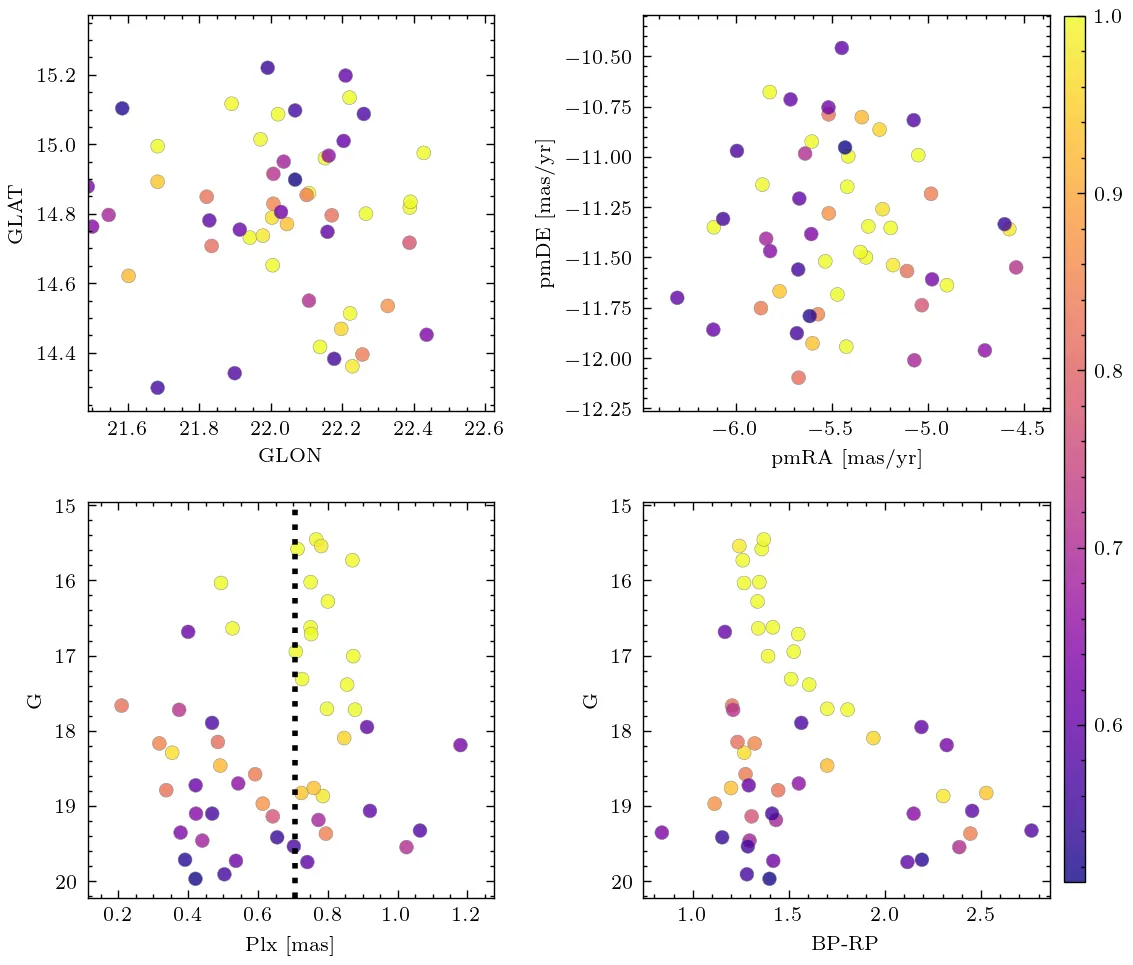 15.2
15.0
14.8
14.6
14.4
GLAT
21.6 21.8 22.0 22.2 22.4 22.6
GLON
−10.50
−10.75
−11.00
−11.25
−11.50
−11.75
−12.00
−12.25
pmDE [mas/yr]
−6.0 −5.5 −5.0 −4.5
pmRA [mas/yr]
15
16
17
18
19
20
G
0.2 0.4 0.6 0.8 1.0 1.2
Plx [mas]
15
16
17
18
19
20
G
1.0 1.5 2.0 2.5
BP-RP
1.0
0.9
0.8
0.7
0.6